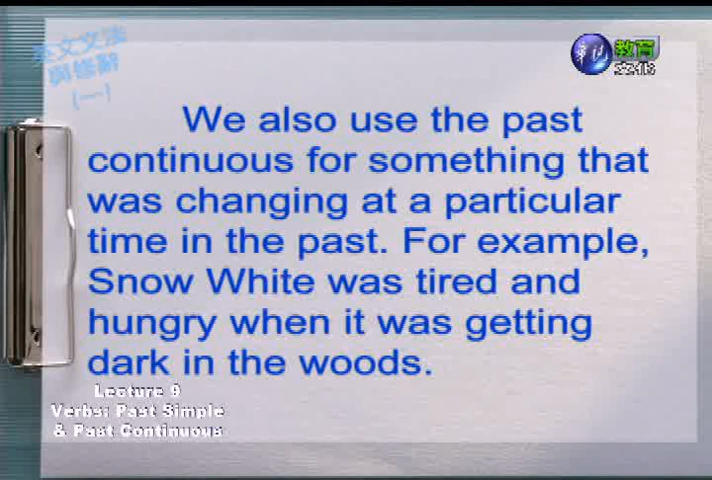 英文文法
與修辭
(一)
華視
教育
文化
We also use the past
continuous for something that
was changing at a particular
time in the past. For example,
Snow White was tired and
hungry when it was getting
dark in the woods.
Lecture 9
Verbs: Past Simple
& Past Continuous